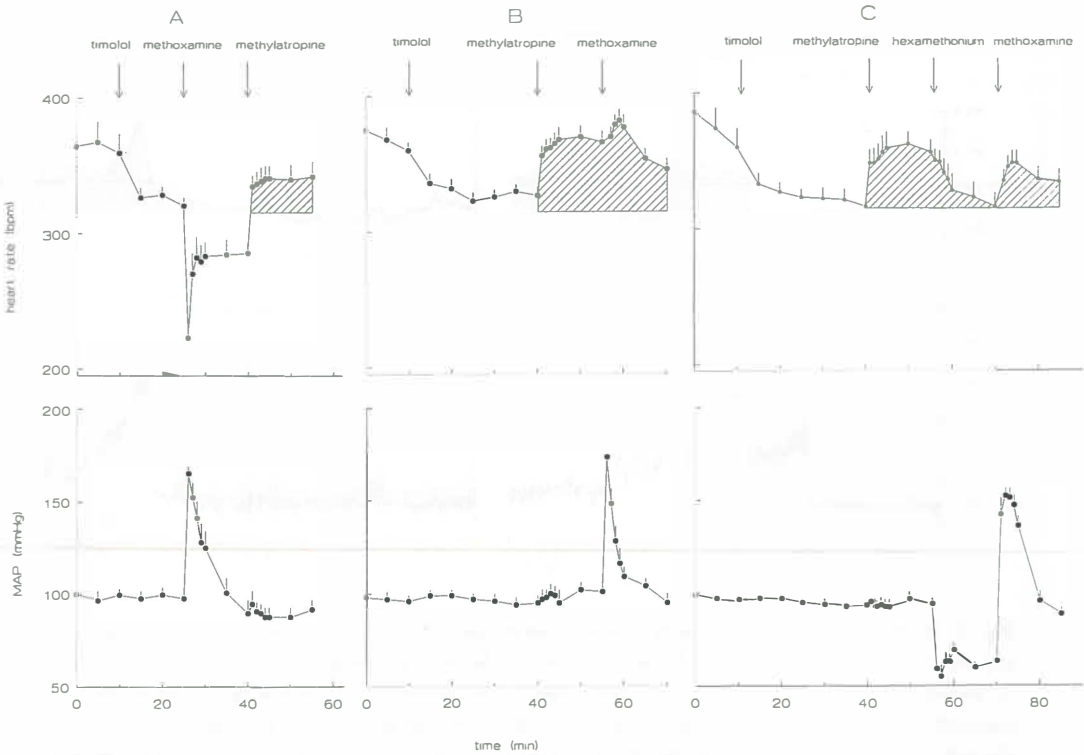 A
B
C
timolol methoxamine methylatropine
timolol methylatropine methoxamine
timolol methylatropine hexamethonium methoxamine
400
300
200
heart rate (bpm)
200
150
100
50
MAP (mmHg)
0 20 40 60
0 20 40 60
0 20 40 60 80
time (min)